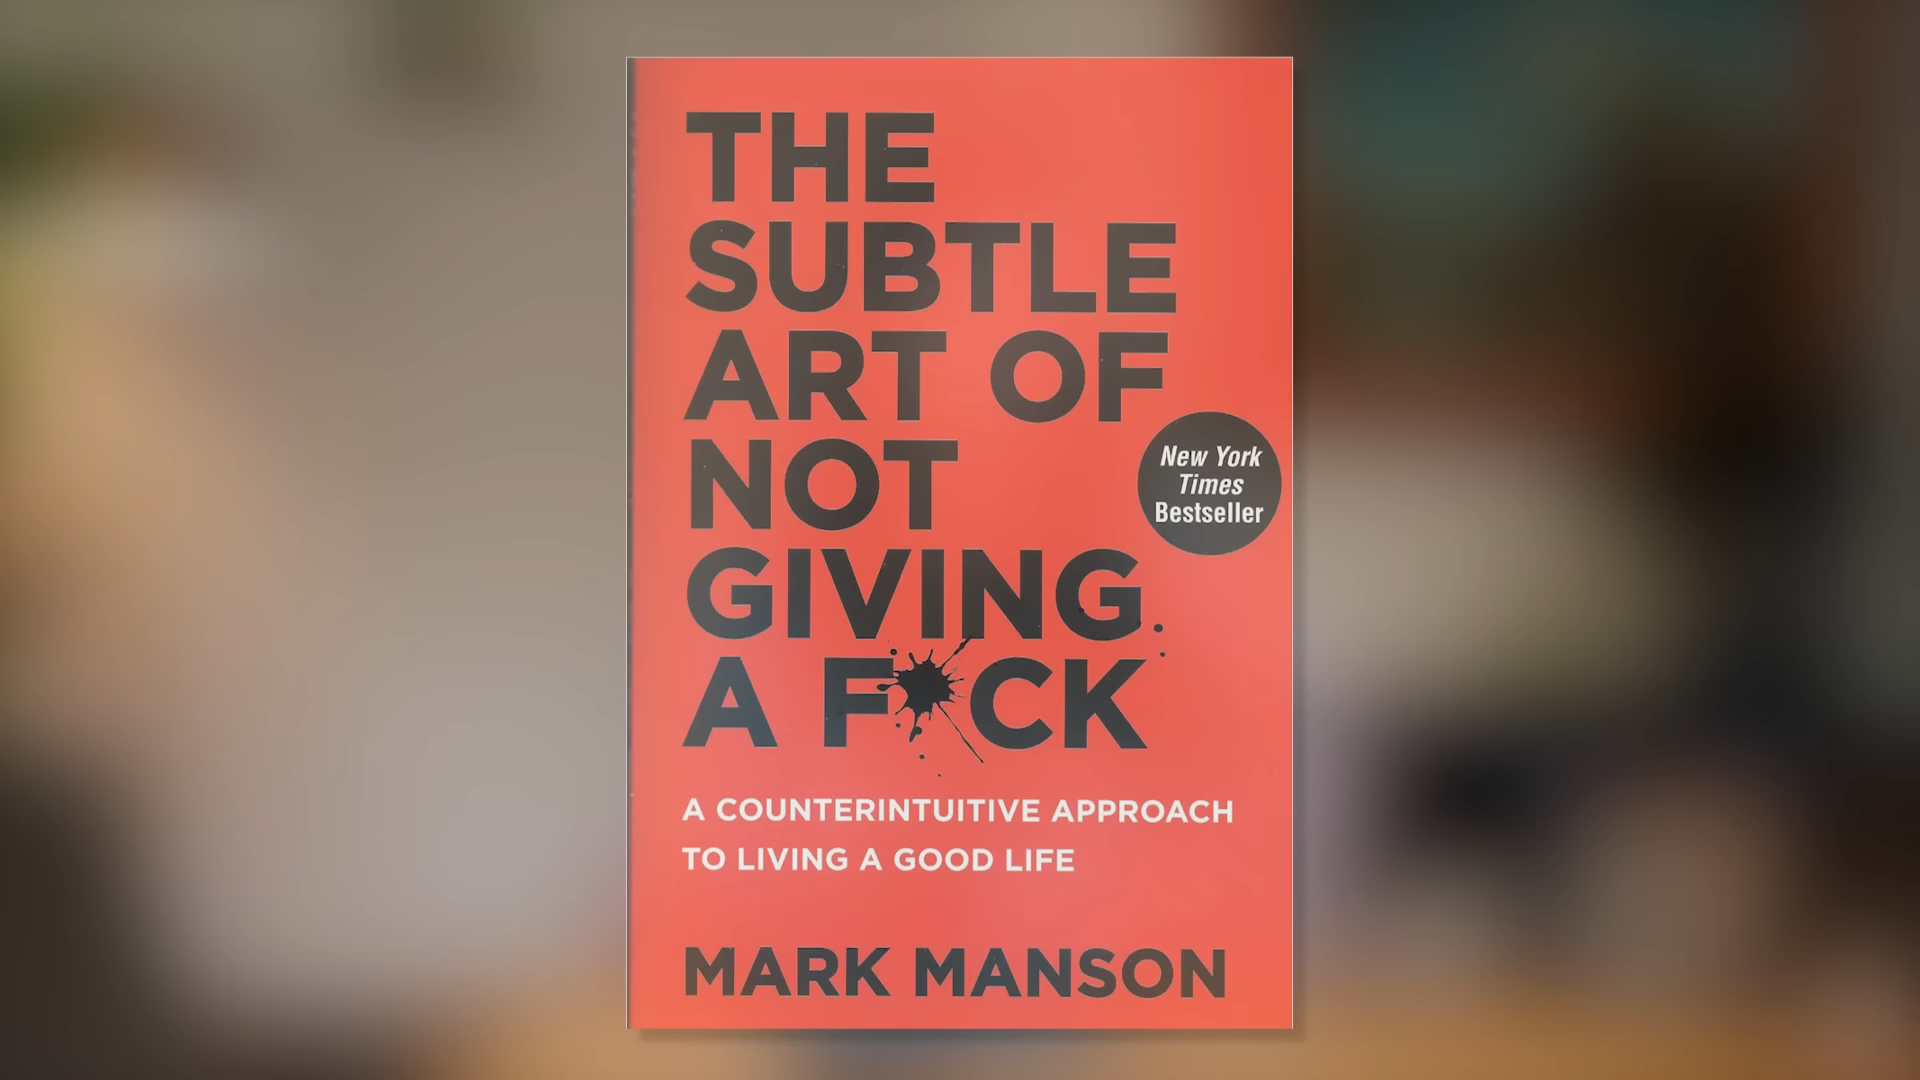 THE
SUBTLE
ART OF
NOT
GIVING
A F*CK
New York
Times
Bestseller
A COUNTERINTUITIVE APPROACH
TO LIVING A GOOD LIFE
MARK MANSON